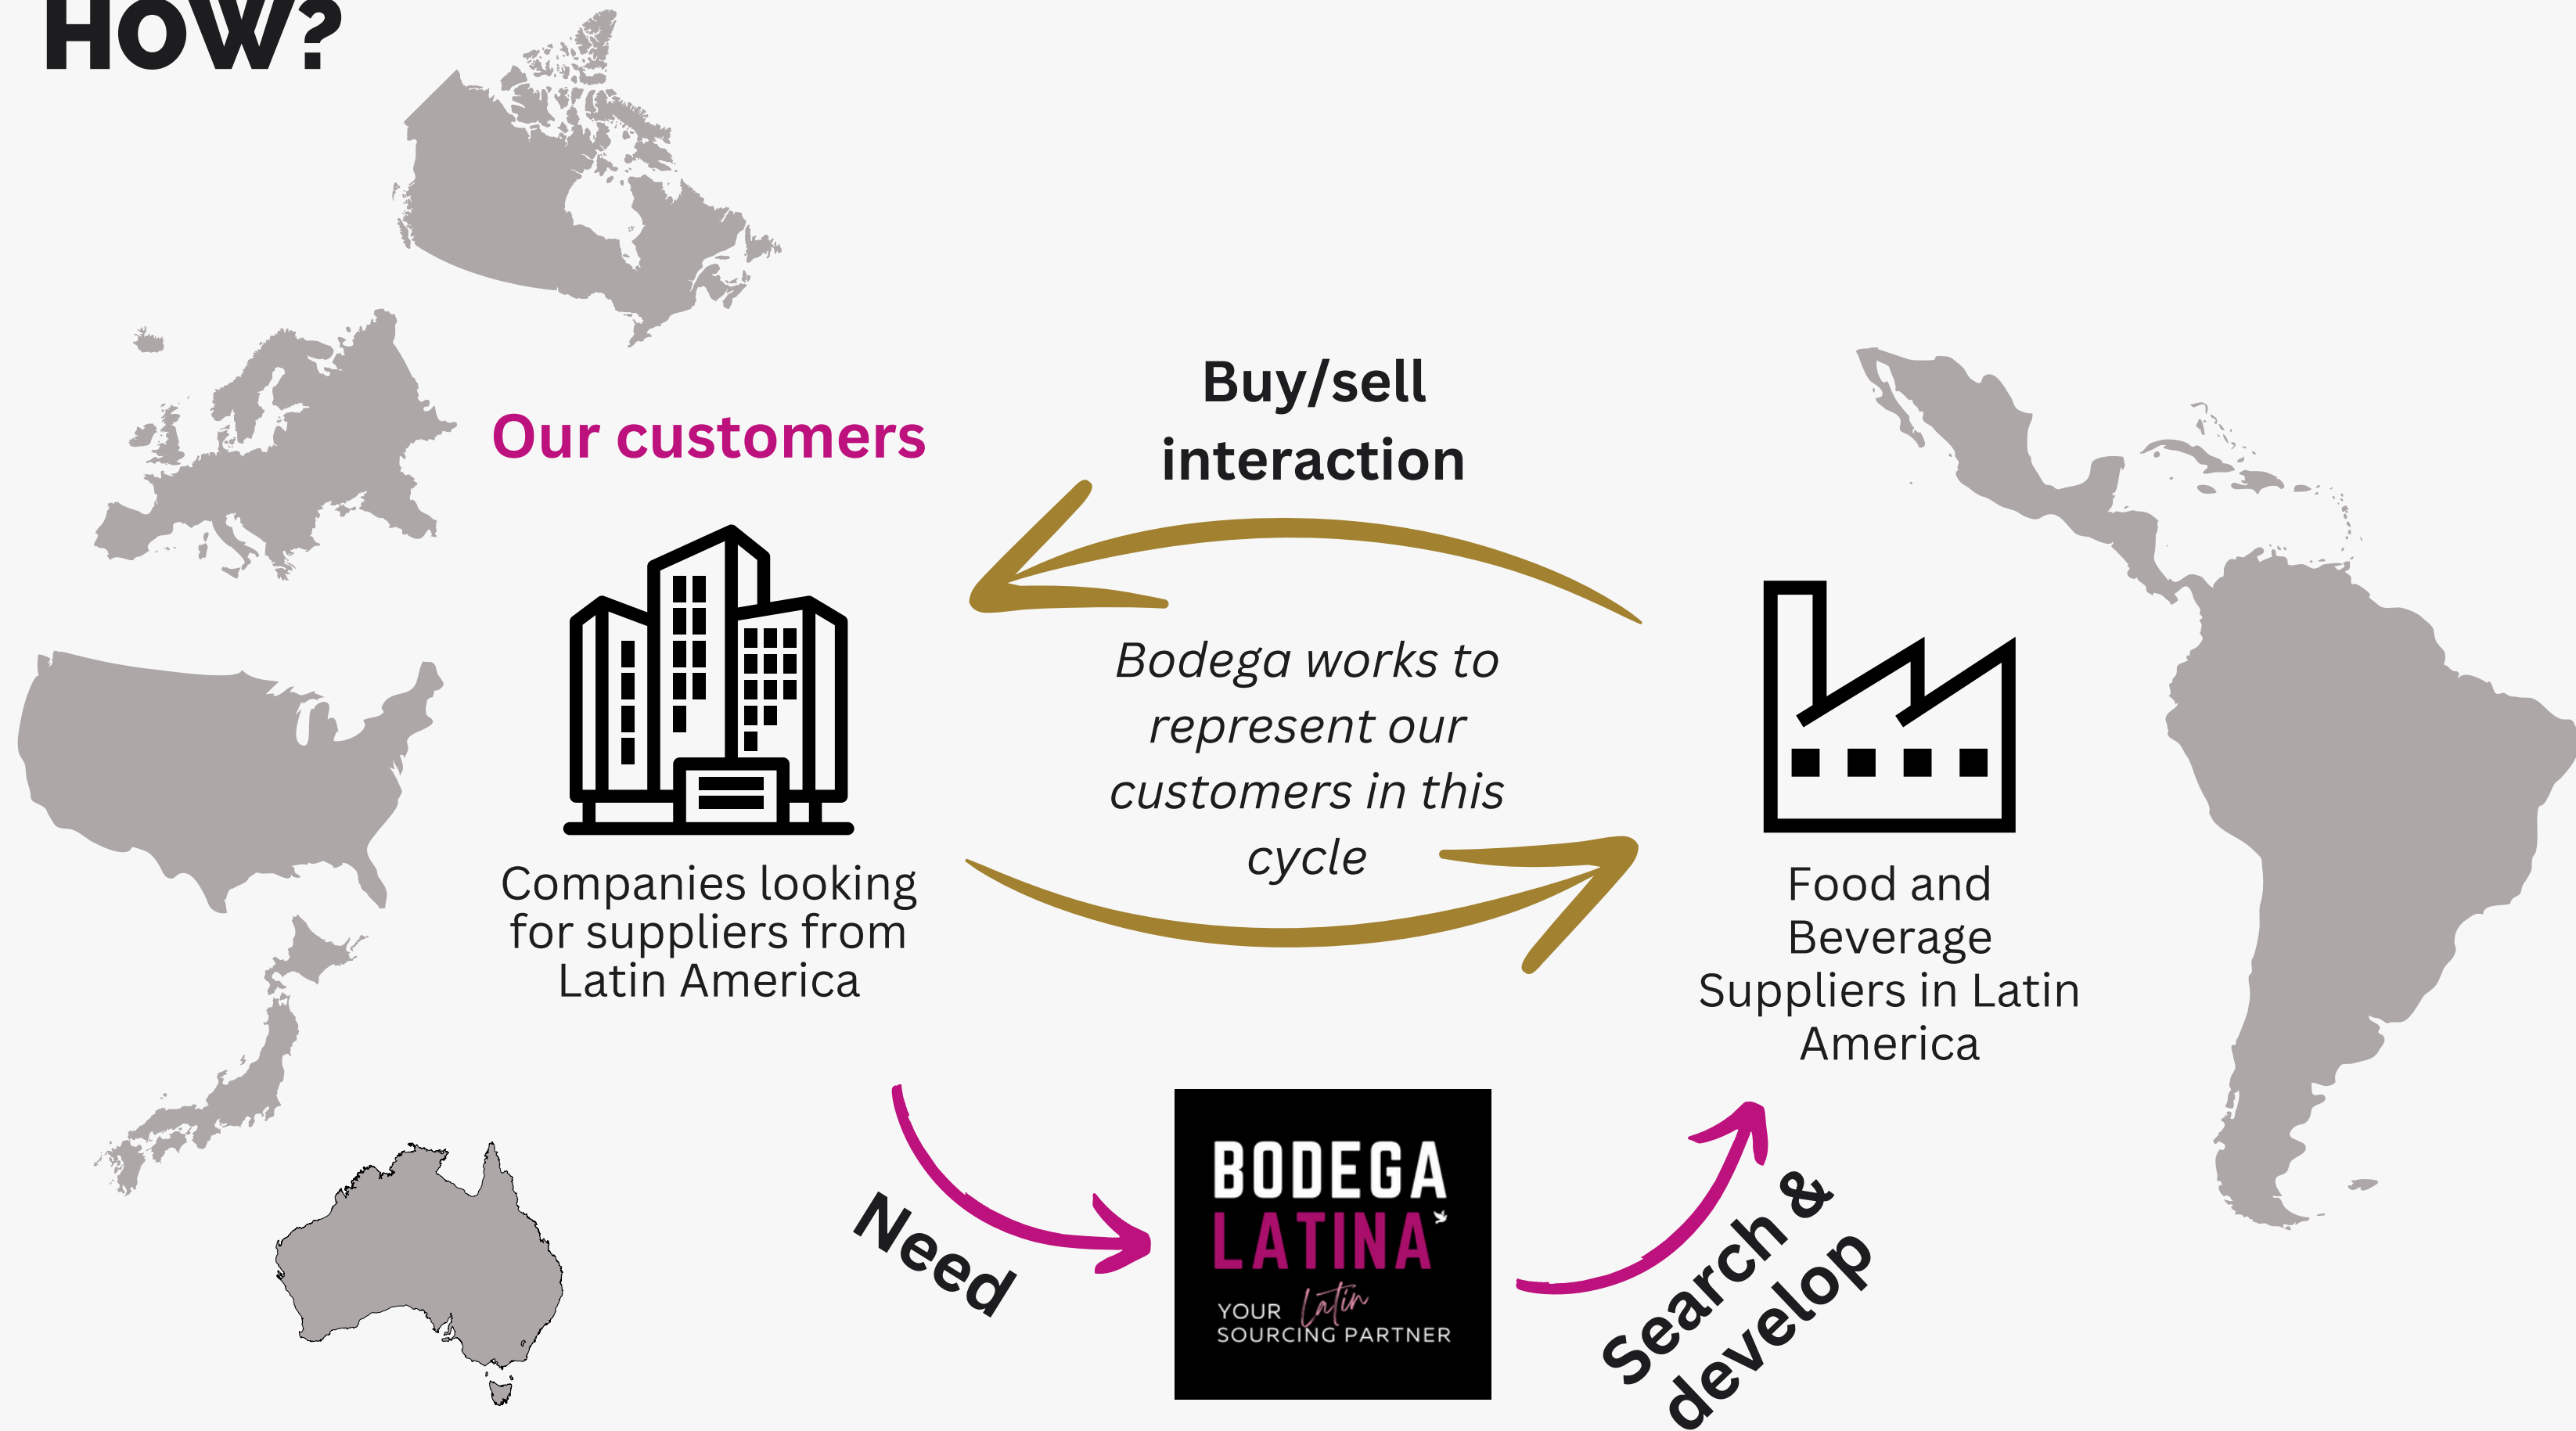 HOW?
Our customers
Buy/sell
interaction
Bodega works to
represent our
customers in this
cycle
Companies looking
for suppliers from
Latin America
Food and
Beverage
Suppliers in Latin
America
Need
BODEGA
LATINA
YOUR Latin
SOURCING PARTNER
Search &
develop